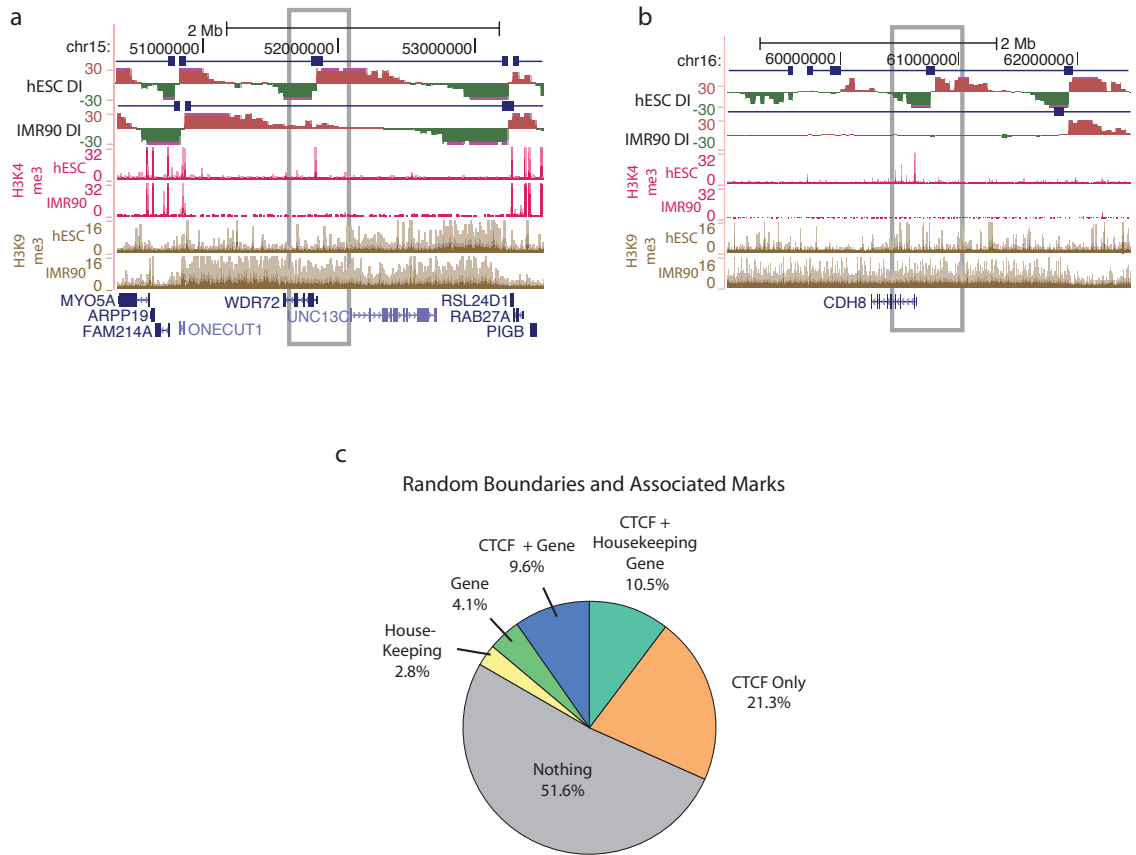 a
2 Mb
chr15: 51000000 52000000 53000000
30
hESC DI
-30
30
IMR90 DI
-30
H3K4 me3
hESC 32 0
IMR90 32 0
H3K9 me3
hESC 16 0
IMR90 16 0
MYO5A WDR72 RSL24D1
ARPP19 UNC13C RAB27A
FAM214A ONECUT1 PIGB
b
2 Mb
chr16: 60000000 61000000 62000000
30
hESC DI
-30
30
IMR90 DI
-30
H3K4 me3
hESC 32 0
IMR90 32 0
H3K9 me3
hESC 16 0
IMR90 16 0
CDH8
c
Random Boundaries and Associated Marks
CTCF +
Housekeeping
Gene
10.5%
CTCF + Gene
9.6%
Gene
4.1%
House-
Keeping
2.8%
CTCF Only
21.3%
Nothing
51.6%